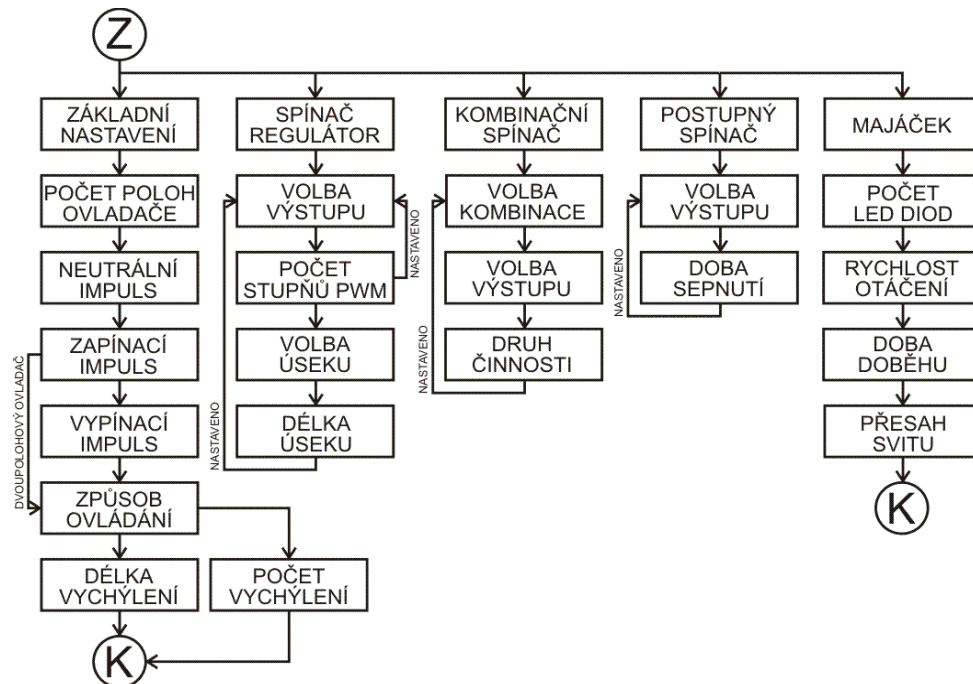 Z
ZÁKLADNÍ
NASTAVENÍ
POČET POLOH
OVLADAČE
NEUTRÁLNÍ
IMPULS
ZAPÍNACÍ
IMPULS
DVOUPOLOHOVÝ OVLADAČ
VYPÍNACÍ
IMPULS
ZPŮSOB
OVLÁDÁNÍ
DÉLKA
VYCHÝLENÍ
POČET
VYCHÝLENÍ
K
SPÍNAČ
REGULÁTOR
VOLBA
VÝSTUPU
NASTAVENO
POČET
STUPŇŮ PWM
VOLBA
ÚSEKU
DÉLKA
ÚSEKU
NASTAVENO
KOMBINAČNÍ
SPÍNAČ
VOLBA
KOMBINACE
VOLBA
VÝSTUPU
DRUH
ČINNOSTI
NASTAVENO
POSTUPNÝ
SPÍNAČ
VOLBA
VÝSTUPU
DOBA
SEPNUTÍ
NASTAVENO
MAJÁČEK
POČET
LED DIOD
RYCHLOST
OTÁČENÍ
DOBA
DOBĚHU
PŘESAH
SVITU
K